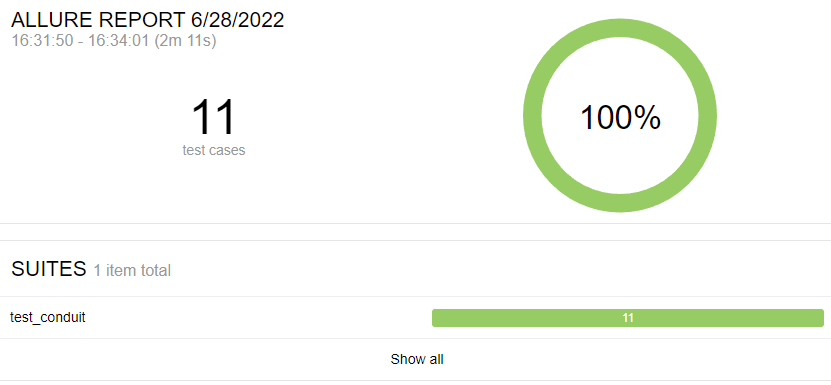 ALLURE REPORT 6/28/2022
16:31:50 - 16:34:01 (2m 11s)
11
test cases
100%
SUITES 1 item total
test_conduit
11
Show all